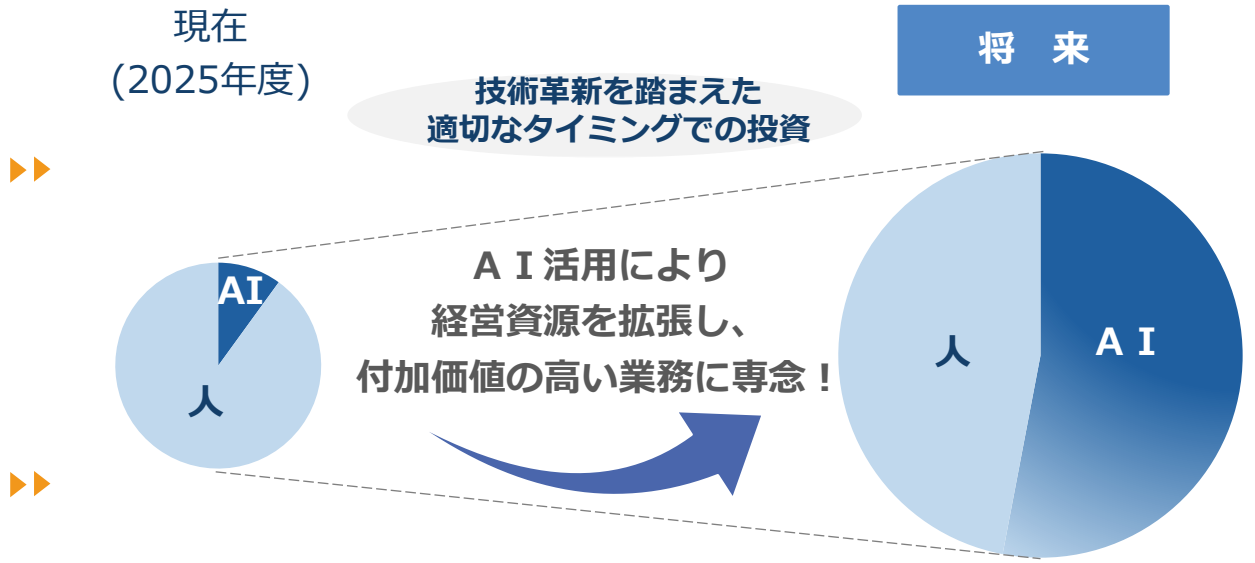 現在
(2025年度)
将　来
技術革新を踏まえた
適切なタイミングでの投資
ＡＩ活用により
経営資源を拡張し、
付加価値の高い業務に専念！
AI
人
人
ＡＩ